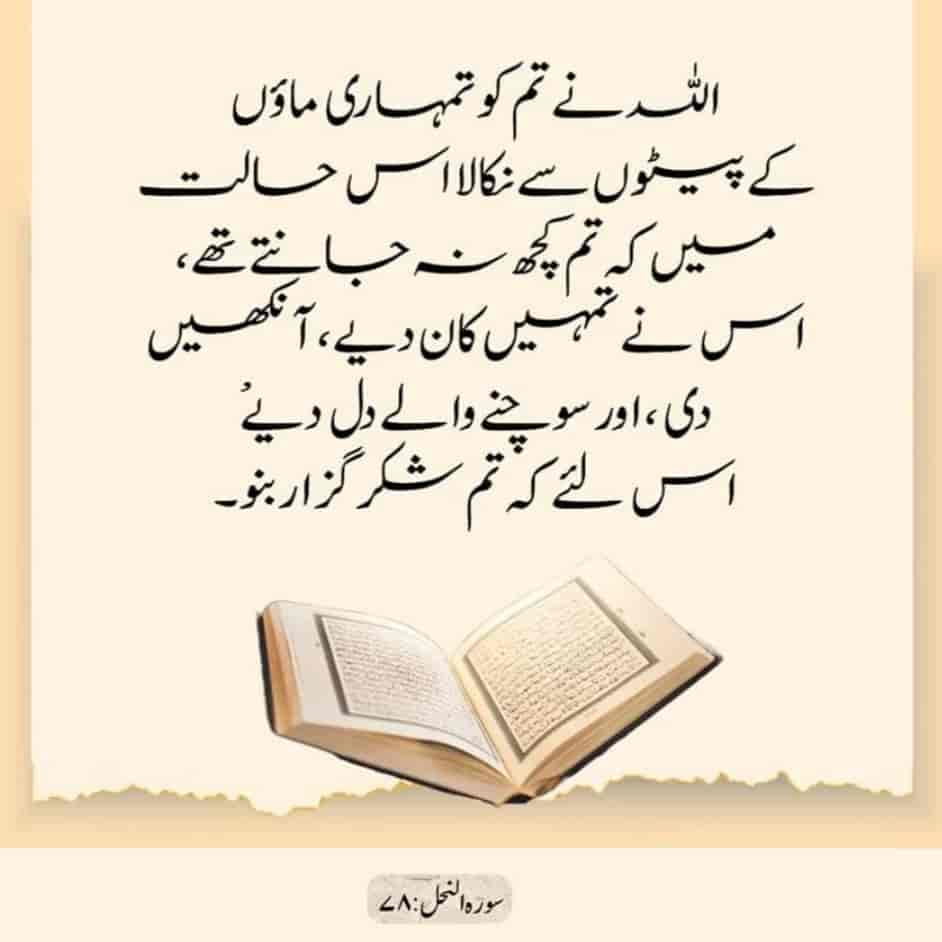 اللہ نے تم کو تمہاری ماؤں
کے پیٹوں سے نکالا اس حالت
میں کہ تم کچھ نہ جانتے تھے،
اس نے تمہیں کان دیے، آنکھیں
دی، اور سوچنے والے دل دیےُ
اس لئے کہ تم شکر گزار بنو۔
سورہ النحل:۷۸